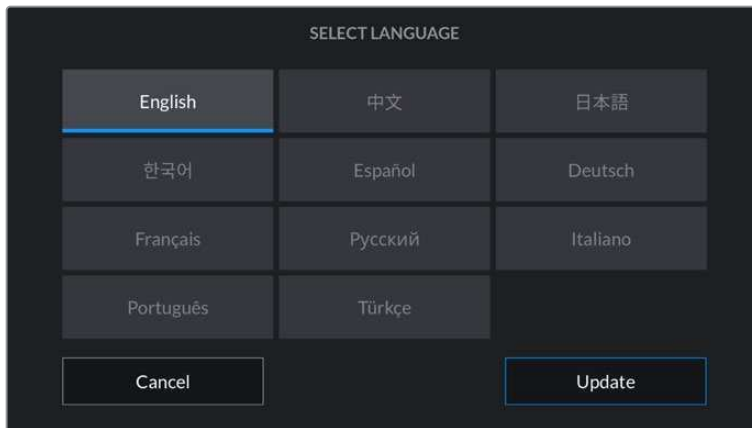 SELECT LANGUAGE
English 中文 日本語
한국어 Español Deutsch
Français Русский Italiano
Português Türkçe
Cancel Update